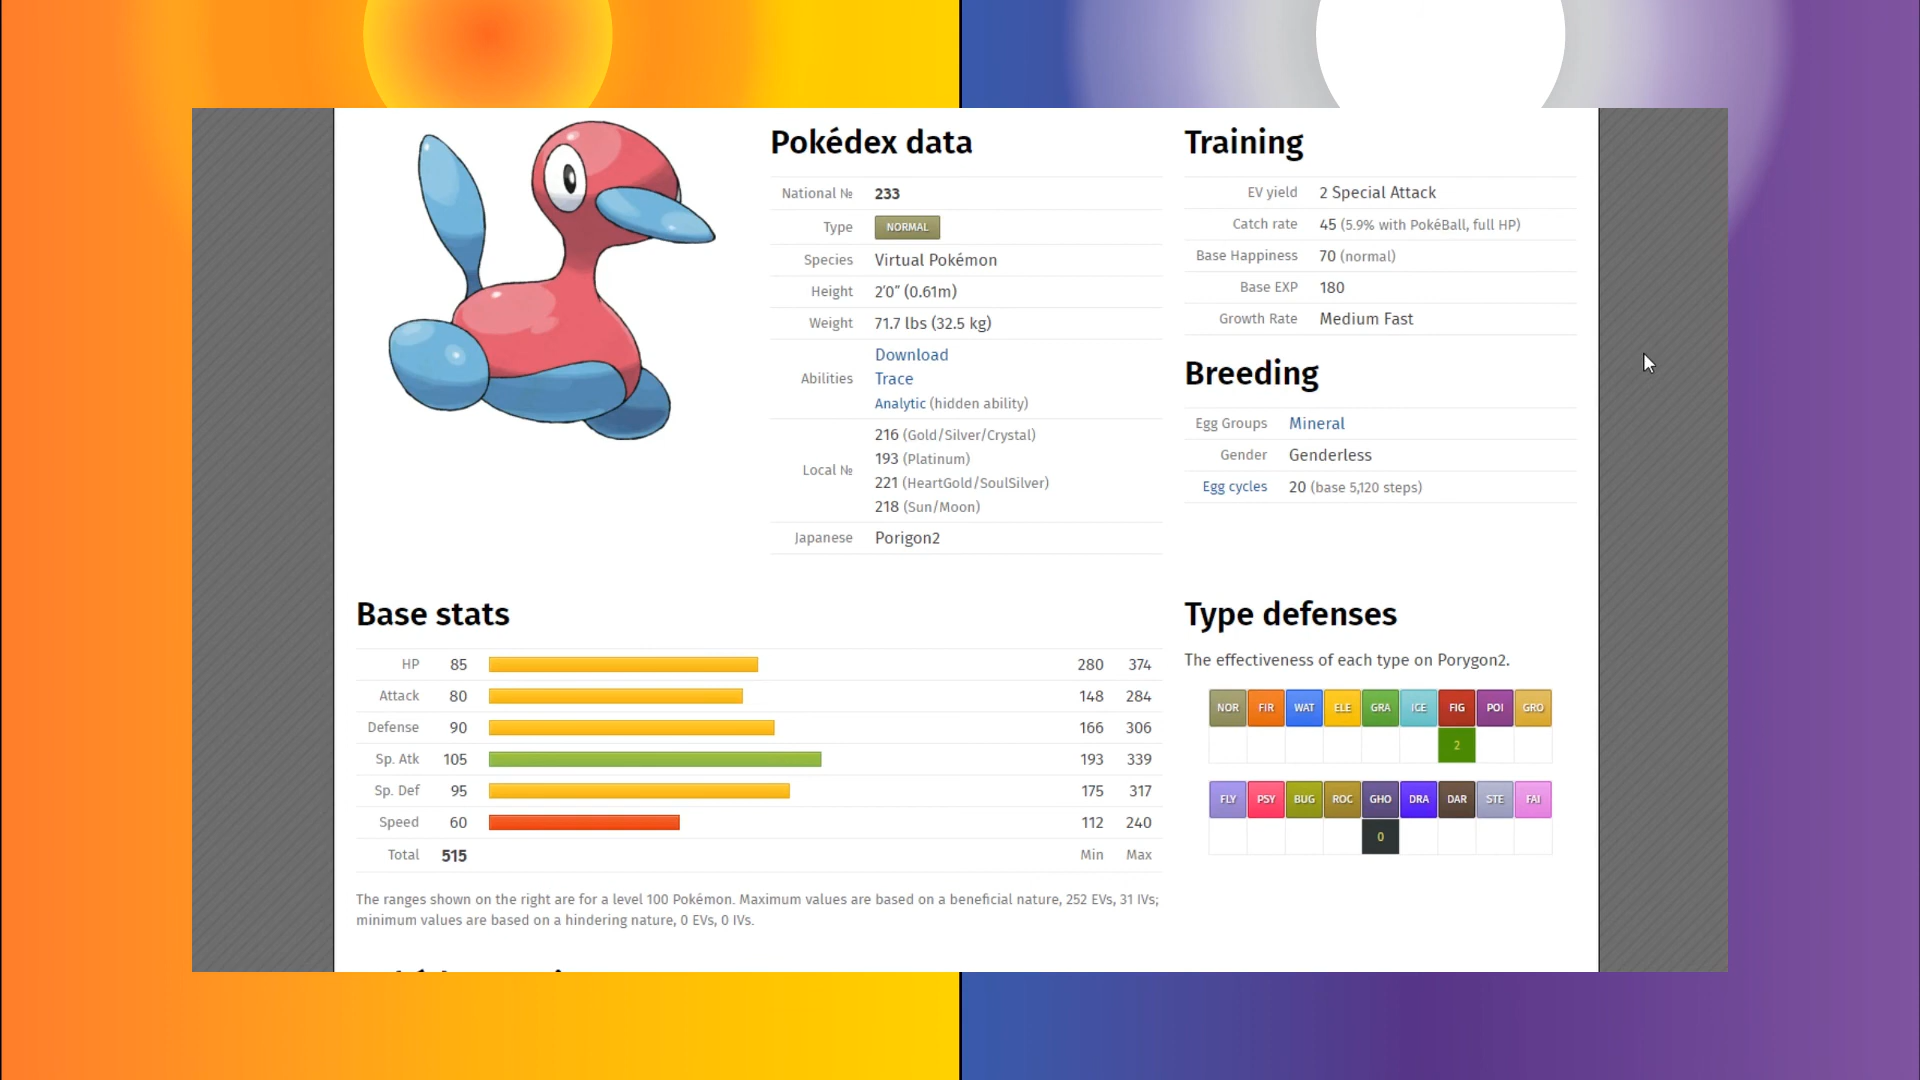 Pokédex data
National № 233
Type NORMAL
Species Virtual Pokémon
Height 2'0" (0.61m)
Weight 71.7 lbs (32.5 kg)
Abilities Download
Trace
Analytic (hidden ability)
Local № 216 (Gold/Silver/Crystal)
193 (Platinum)
221 (HeartGold/SoulSilver)
218 (Sun/Moon)
Japanese Porigon2
Training
EV yield 2 Special Attack
Catch rate 45 (5.9% with PokéBall, full HP)
Base Happiness 70 (normal)
Base EXP 180
Growth Rate Medium Fast
Breeding
Egg Groups Mineral
Gender Genderless
Egg cycles 20 (base 5,120 steps)
Base stats
HP 85 280 374
Attack 80 148 284
Defense 90 166 306
Sp. Atk 105 193 339
Sp. Def 95 175 317
Speed 60 112 240
Total 515 Min Max
The ranges shown on the right are for a level 100 Pokémon. Maximum values are based on a beneficial nature, 252 EVs, 31 IVs;
minimum values are based on a hindering nature, 0 EVs, 0 IVs.
Type defenses
The effectiveness of each type on Porygon2.
NOR FIR WAT ELE GRA ICE FIG POI GRO
2
FLY PSY BUG ROC GHO DRA DAR STE FAI
0